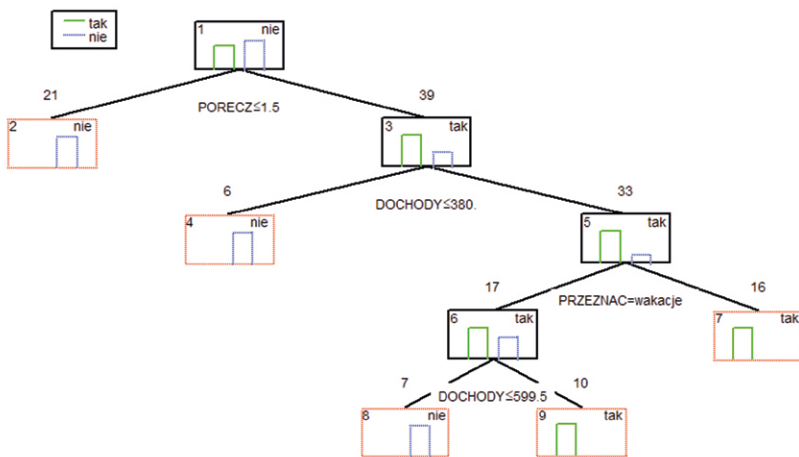 tak
nie
1 nie
21
39
PORECZ≤1.5
2 nie
3 tak
6
33
DOCHODY≤380.
4 nie
5 tak
17
16
PRZEZNAC=wakacje
6 tak
7 tak
7
10
DOCHODY≤599.5
8 nie
9 tak